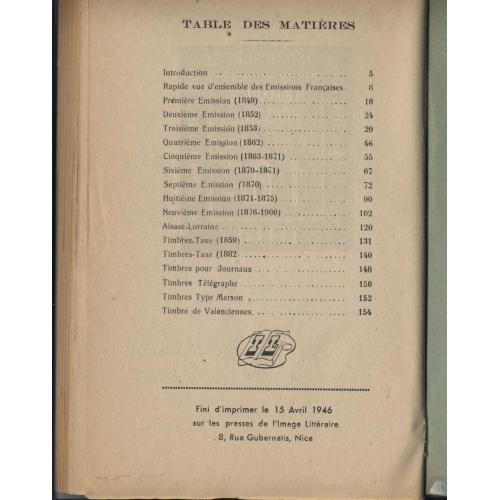 TABLE DES MATIÈRES
Introduction . . . . . . . . . . . . . . . . . . . . 5
Rapide vue d'ensemble des Emissions Françaises . 8
Première Emission (1849) . . . . . . . . . . . . 10
Deuxième Emission (1852) . . . . . . . . . . . . 24
Troisième Emission (1853) . . . . . . . . . . . . 29
Quatrième Emission (1862) . . . . . . . . . . . . 46
Cinquième Emission (1863-1871) . . . . . . . . . 55
Sixième Emission (1870-1871) . . . . . . . . . . 67
Septième Emission (1870) . . . . . . . . . . . . 72
Huitième Emission (1871-1875) . . . . . . . . . . 90
Neuvième Emission (1876-1900) . . . . . . . . . . 102
Alsace-Lorraine . . . . . . . . . . . . . . . . . 120
Timbres-Taxe (1859) . . . . . . . . . . . . . . . 131
Timbres-Taxe (1882 . . . . . . . . . . . . . . . 140
Timbres pour Journaux . . . . . . . . . . . . . . 148
Timbres Télégraphe . . . . . . . . . . . . . . . 150
Timbres Type Merson . . . . . . . . . . . . . . . 152
Timbre de Valenciennes. . . . . . . . . . . . . . 154
Fini d'imprimer le 15 Avril 1946
sur les presses de l'Image Littéraire
. 8, Rue Gubernatis, Nice